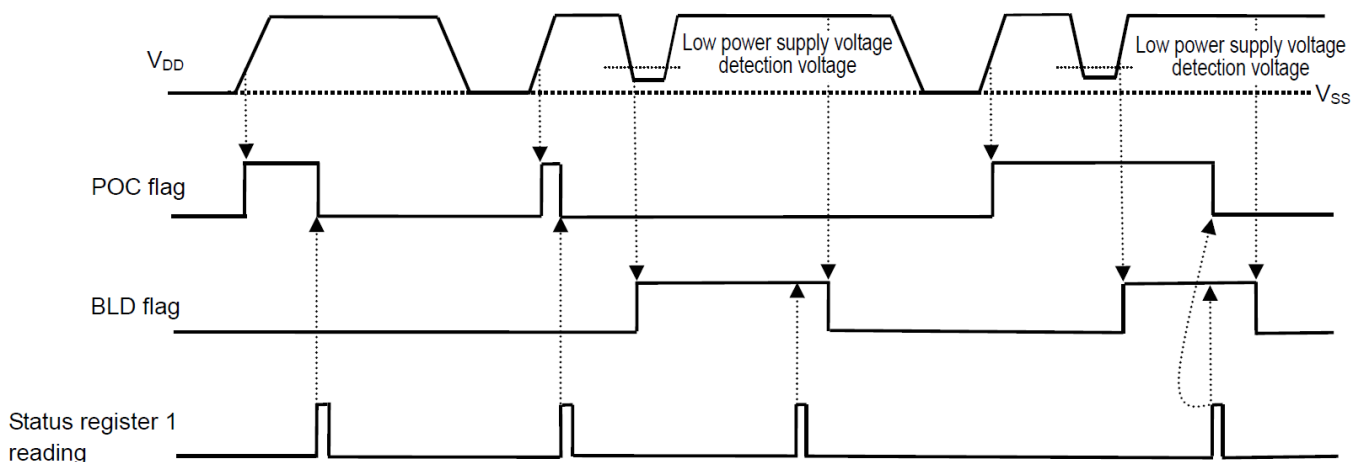 Low power supply voltage
detection voltage
Low power supply voltage
detection voltage
VDD
VSS
POC flag
BLD flag
Status register 1
reading